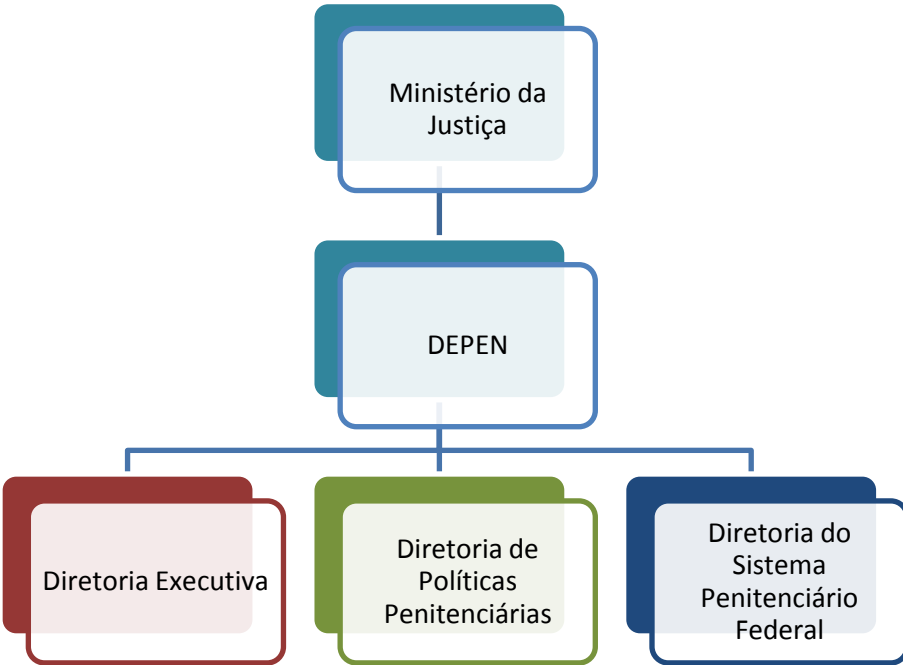 Ministério da
Justiça
DEPEN
Diretoria Executiva
Diretoria de
Políticas
Penitenciárias
Diretoria do
Sistema
Penitenciário
Federal